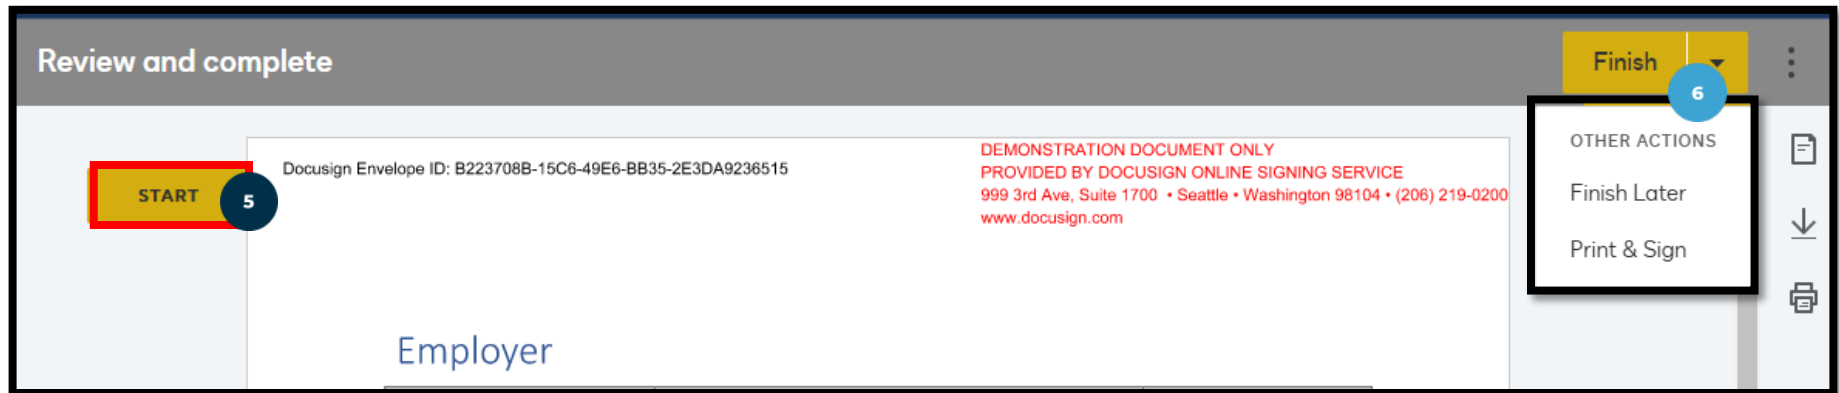 Review and complete
Finish
6
OTHER ACTIONS
Finish Later
Print & Sign
START
5
Docusign Envelope ID: B223708B-15C6-49E6-BB35-2E3DA9236515
DEMONSTRATION DOCUMENT ONLY
PROVIDED BY DOCUSIGN ONLINE SIGNING SERVICE
999 3rd Ave, Suite 1700 • Seattle • Washington 98104 • (206) 219-0200
www.docusign.com
Employer